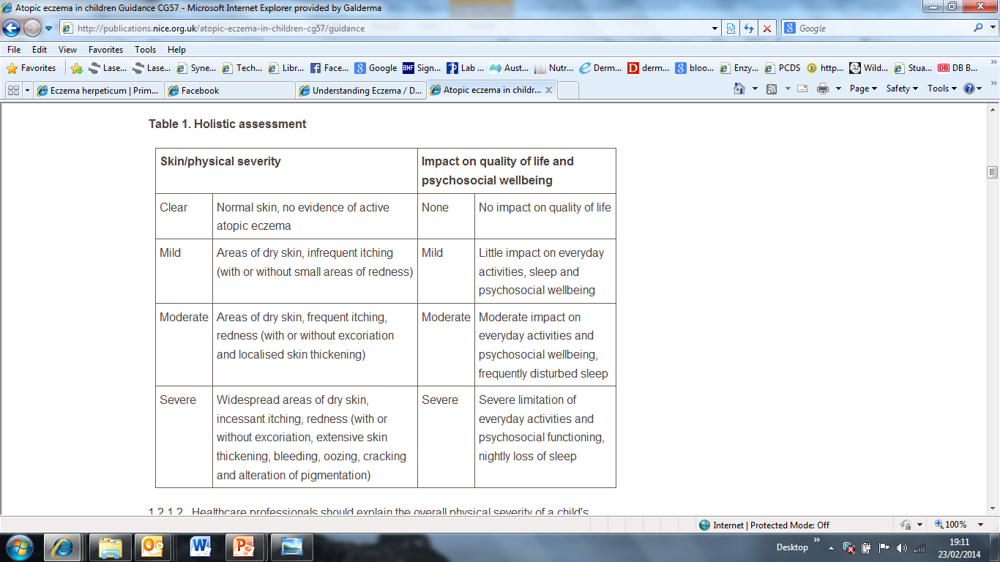 Atopic eczema in children Guidance CG57 - Microsoft Internet Explorer provided by Galderma
http://publications.nice.org.uk/atopic-eczema-in-children-cg57/guidance
Google
File Edit View Favorites Tools Help
Favorites Lase... Lase... Syne... Tech... Libr... Face... Google BNF Sign... Lab ... Aust... Nutr... Derm... derm... bloo... Enzy... PCDS http... Wild... Stua... DB DB B...
Eczema herpeticum | Prim... Facebook Understanding Eczema / D... Atopic eczema in childr... Page Safety Tools
Table 1. Holistic assessment
Skin/physical severity
Impact on quality of life and
psychosocial wellbeing
Clear
Normal skin, no evidence of active
atopic eczema
None
No impact on quality of life
Mild
Areas of dry skin, infrequent itching
(with or without small areas of redness)
Mild
Little impact on everyday
activities, sleep and
psychosocial wellbeing
Moderate
Areas of dry skin, frequent itching,
redness (with or without excoriation
and localised skin thickening)
Moderate
Moderate impact on
everyday activities and
psychosocial wellbeing,
frequently disturbed sleep
Severe
Widespread areas of dry skin,
incessant itching, redness (with or
without excoriation, extensive skin
thickening, bleeding, oozing, cracking
and alteration of pigmentation)
Severe
Severe limitation of
everyday activities and
psychosocial functioning,
nightly loss of sleep
1.2.1.2 Healthcare professionals should explain the overall physical severity of a child's
Internet | Protected Mode: Off 100%
Desktop
19:11
23/02/2014